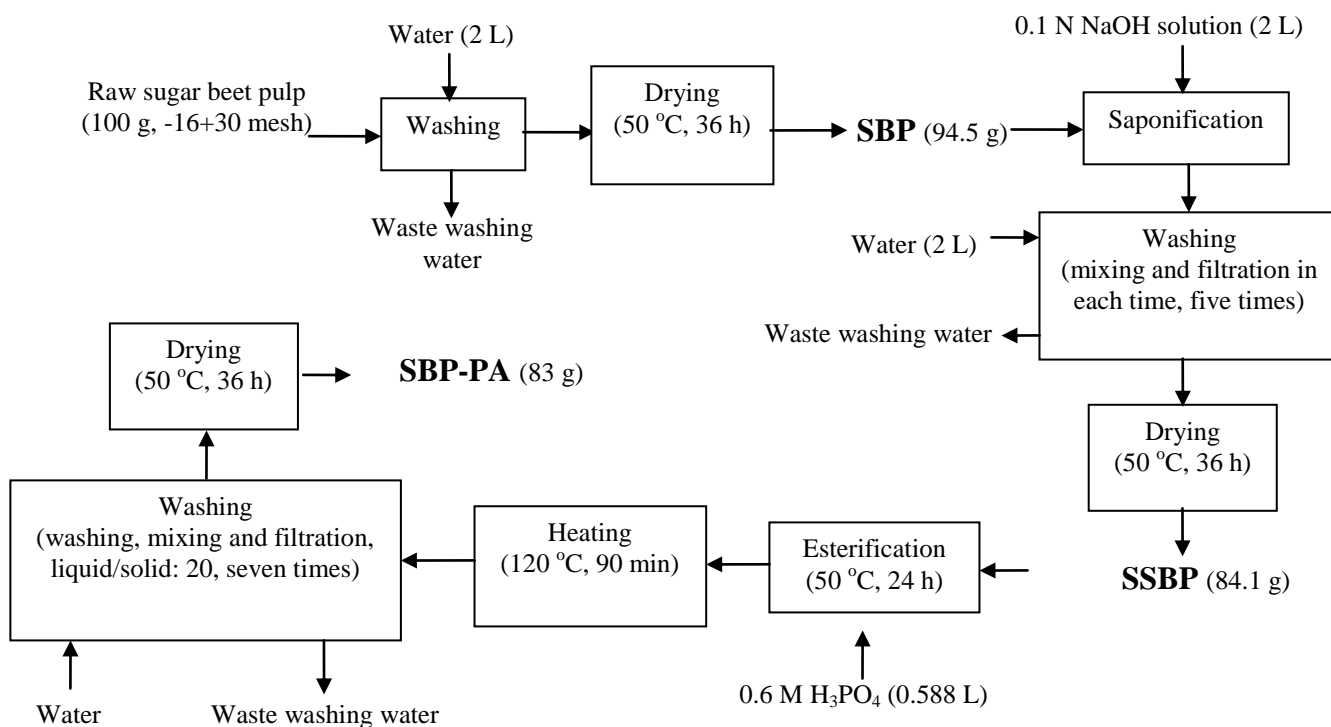 Water (2 L)
Raw sugar beet pulp
(100 g, -16+30 mesh)
Washing
Waste washing
water
Drying
(50 °C, 36 h)
SBP (94.5 g)
0.1 N NaOH solution (2 L)
Saponification
Water (2 L)
Washing
(mixing and filtration in
each time, five times)
Waste washing water
Drying
(50 °C, 36 h)
SSBP (84.1 g)
Esterification
(50 °C, 24 h)
0.6 M H₃PO₄ (0.588 L)
Heating
(120 °C, 90 min)
Washing
(washing, mixing and filtration,
liquid/solid: 20, seven times)
Water
Waste washing water
Drying
(50 °C, 36 h)
SBP-PA (83 g)